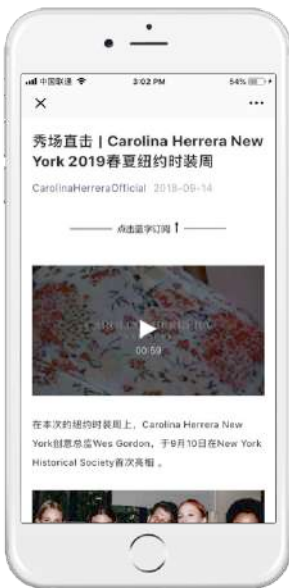 中国联通 3:02 PM 54%
秀场直击 | Carolina Herrera New
York 2019春夏纽约时装周
CarolinaHerreraOfficial 2018-09-14
点击蓝字订阅
CAROLINA HERRERA
NEW YORK
00:59
在本次的纽约时装周上，Carolina Herrera New
York创意总监Wes Gordon，于9月10日在New York
Historical Society首次亮相 。